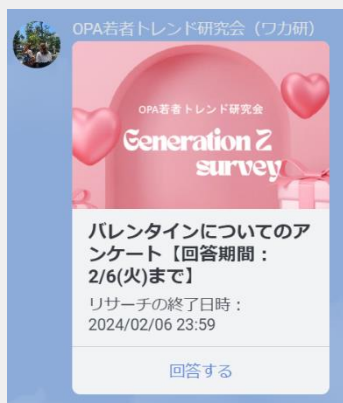 OPA若者トレンド研究会（ワカ研）
OPA若者トレンド研究会
Generation Z
survey
バレンタインについてのア
ンケート【回答期間：
2/6(火)まで】
リサーチの終了日時：
2024/02/06 23:59
回答する